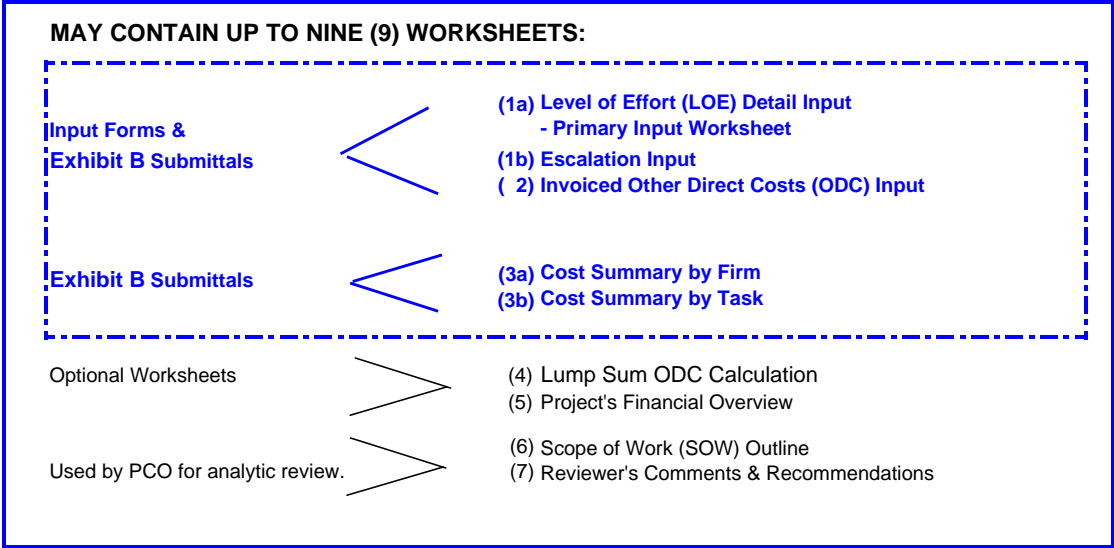 MAY CONTAIN UP TO NINE (9) WORKSHEETS:
(1a) Level of Effort (LOE) Detail Input
Input Forms & - Primary Input Worksheet
Exhibit B Submittals (1b) Escalation Input
( 2) Invoiced Other Direct Costs (ODC) Input
Exhibit B Submittals (3a) Cost Summary by Firm
(3b) Cost Summary by Task
Optional Worksheets (4) Lump Sum ODC Calculation
(5) Project's Financial Overview
(6) Scope of Work (SOW) Outline
Used by PCO for analytic review. (7) Reviewer's Comments & Recommendations